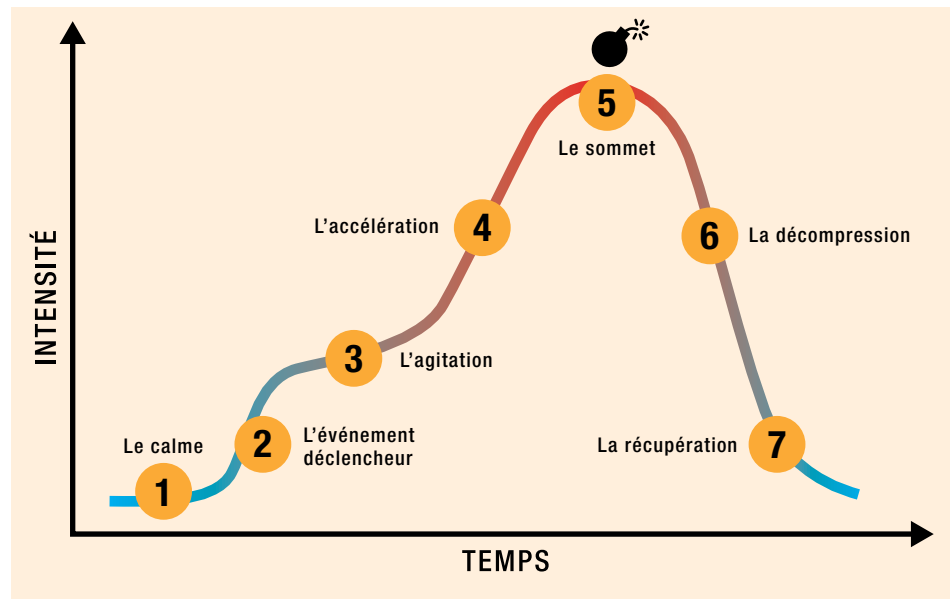 INTENSITÉ
1
Le calme
2
L'événement
déclencheur
3
L'agitation
4
L'accélération
5
Le sommet
6
La décompression
7
La récupération
TEMPS